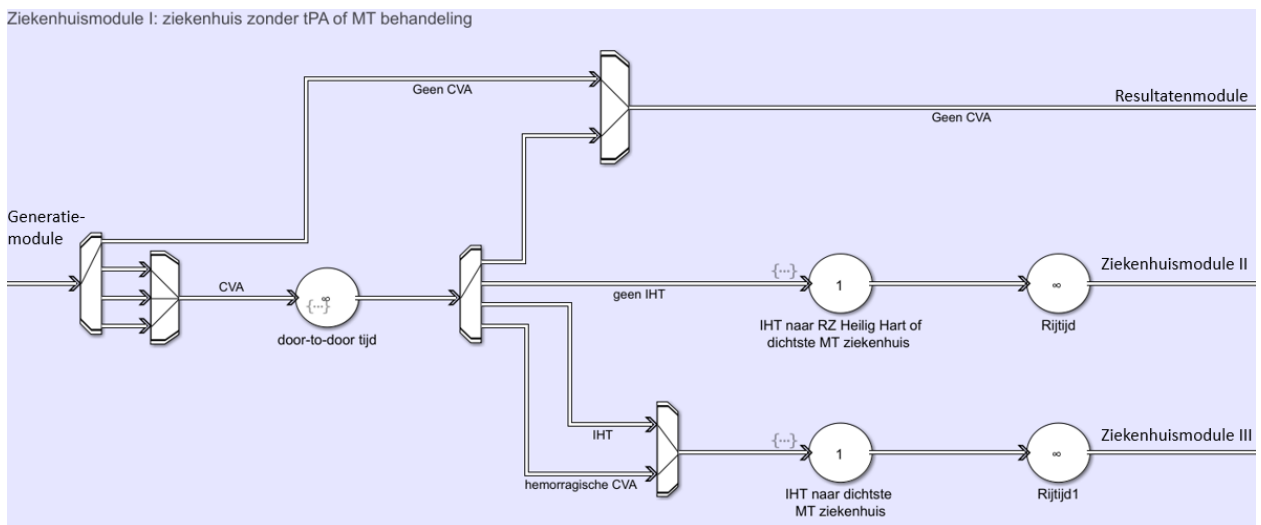 Ziekenhuismodule I: ziekenhuis zonder tPA of MT behandeling
Geen CVA
Resultatenmodule
Geen CVA
Generatie-
module
CVA
∞
{...}
door-to-door tijd
geen IHT
{...}
1
IHT naar RZ Heilig Hart of
dichtste MT ziekenhuis
∞
Rijtijd
Ziekenhuismodule II
IHT
hemorragische CVA
{...}
1
IHT naar dichtste
MT ziekenhuis
∞
Rijtijd1
Ziekenhuismodule III